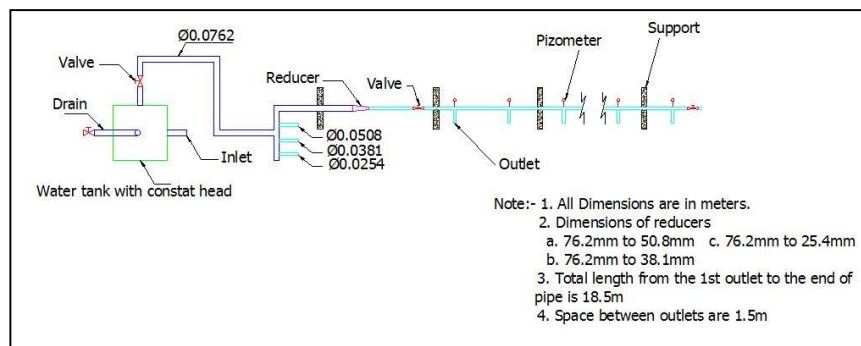 Ø0.0762
Valve
Drain
Inlet
Water tank with constat head
Reducer
Valve
Pizometer
Support
Ø0.0508
Ø0.0381
Ø0.0254
Outlet
Note:- 1. All Dimensions are in meters.
2. Dimensions of reducers
a. 76.2mm to 50.8mm c. 76.2mm to 25.4mm
b. 76.2mm to 38.1mm
3. Total length from the 1st outlet to the end of
pipe is 18.5m
4. Space between outlets are 1.5m